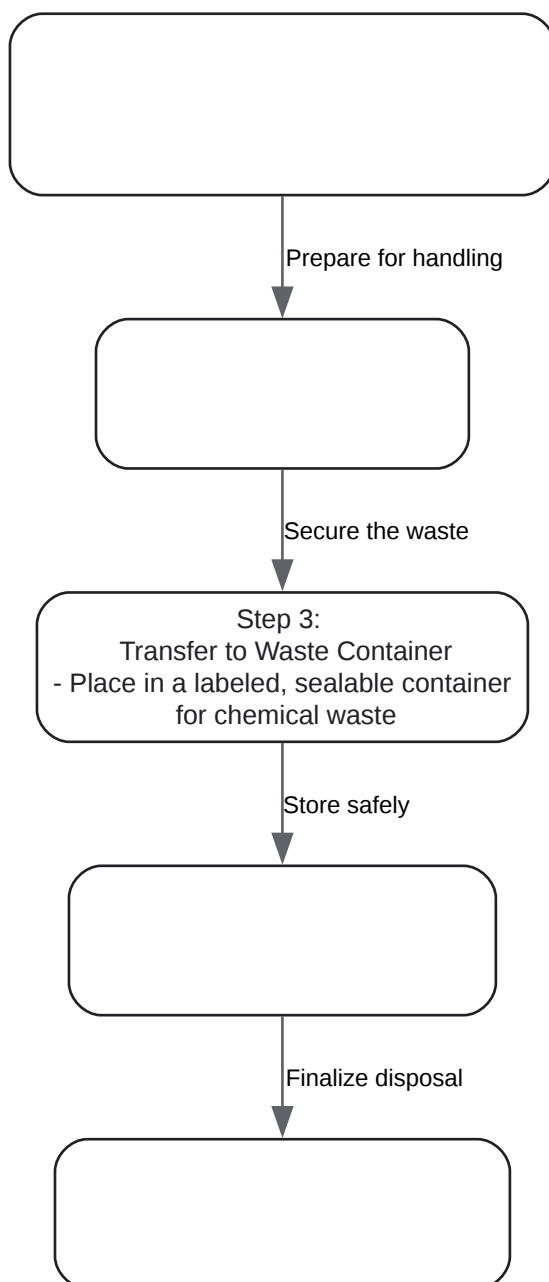 Prepare for handling
Secure the waste
Step 3:
Transfer to Waste Container
- Place in a labeled, sealable container
for chemical waste
Store safely
Finalize disposal